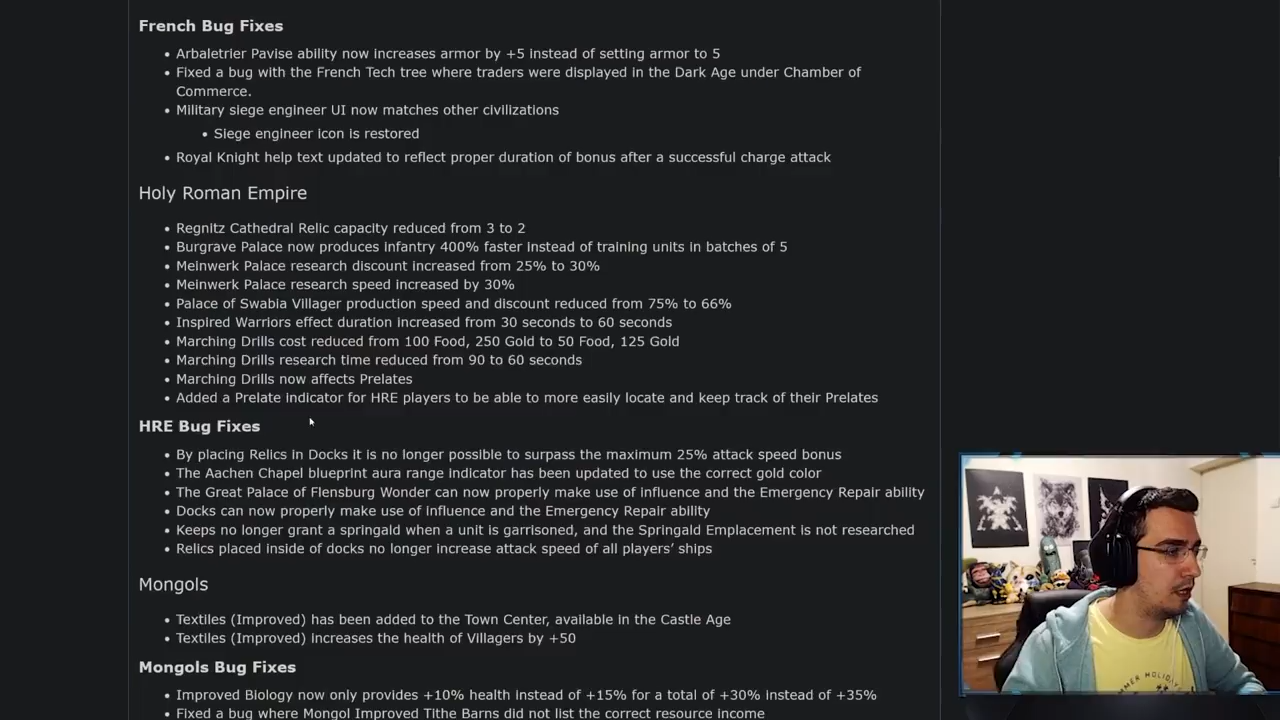 French Bug Fixes
• Arbaletrier Pavise ability now increases armor by +5 instead of setting armor to 5
• Fixed a bug with the French Tech tree where traders were displayed in the Dark Age under Chamber of
Commerce.
• Military siege engineer UI now matches other civilizations
• Siege engineer icon is restored
• Royal Knight help text updated to reflect proper duration of bonus after a successful charge attack
Holy Roman Empire
• Regnitz Cathedral Relic capacity reduced from 3 to 2
• Burgrave Palace now produces infantry 400% faster instead of training units in batches of 5
• Meinwerk Palace research discount increased from 25% to 30%
• Meinwerk Palace research speed increased by 30%
• Palace of Swabia Villager production speed and discount reduced from 75% to 66%
• Inspired Warriors effect duration increased from 30 seconds to 60 seconds
• Marching Drills cost reduced from 100 Food, 250 Gold to 50 Food, 125 Gold
• Marching Drills research time reduced from 90 to 60 seconds
• Marching Drills now affects Prelates
• Added a Prelate indicator for HRE players to be able to more easily locate and keep track of their Prelates
HRE Bug Fixes
• By placing Relics in Docks it is no longer possible to surpass the maximum 25% attack speed bonus
• The Aachen Chapel blueprint aura range indicator has been updated to use the correct gold color
• The Great Palace of Flensburg Wonder can now properly make use of influence and the Emergency Repair ability
• Docks can now properly make use of influence and the Emergency Repair ability
• Keeps no longer grant a springald when a unit is garrisoned, and the Springald Emplacement is not researched
• Relics placed inside of docks no longer increase attack speed of all players’ ships
Mongols
• Textiles (Improved) has been added to the Town Center, available in the Castle Age
• Textiles (Improved) increases the health of Villagers by +50
Mongols Bug Fixes
• Improved Biology now only provides +10% health instead of +15% for a total of +30% instead of +35%
• Fixed a bug where Mongol Improved Tithe Barns did not list the correct resource income